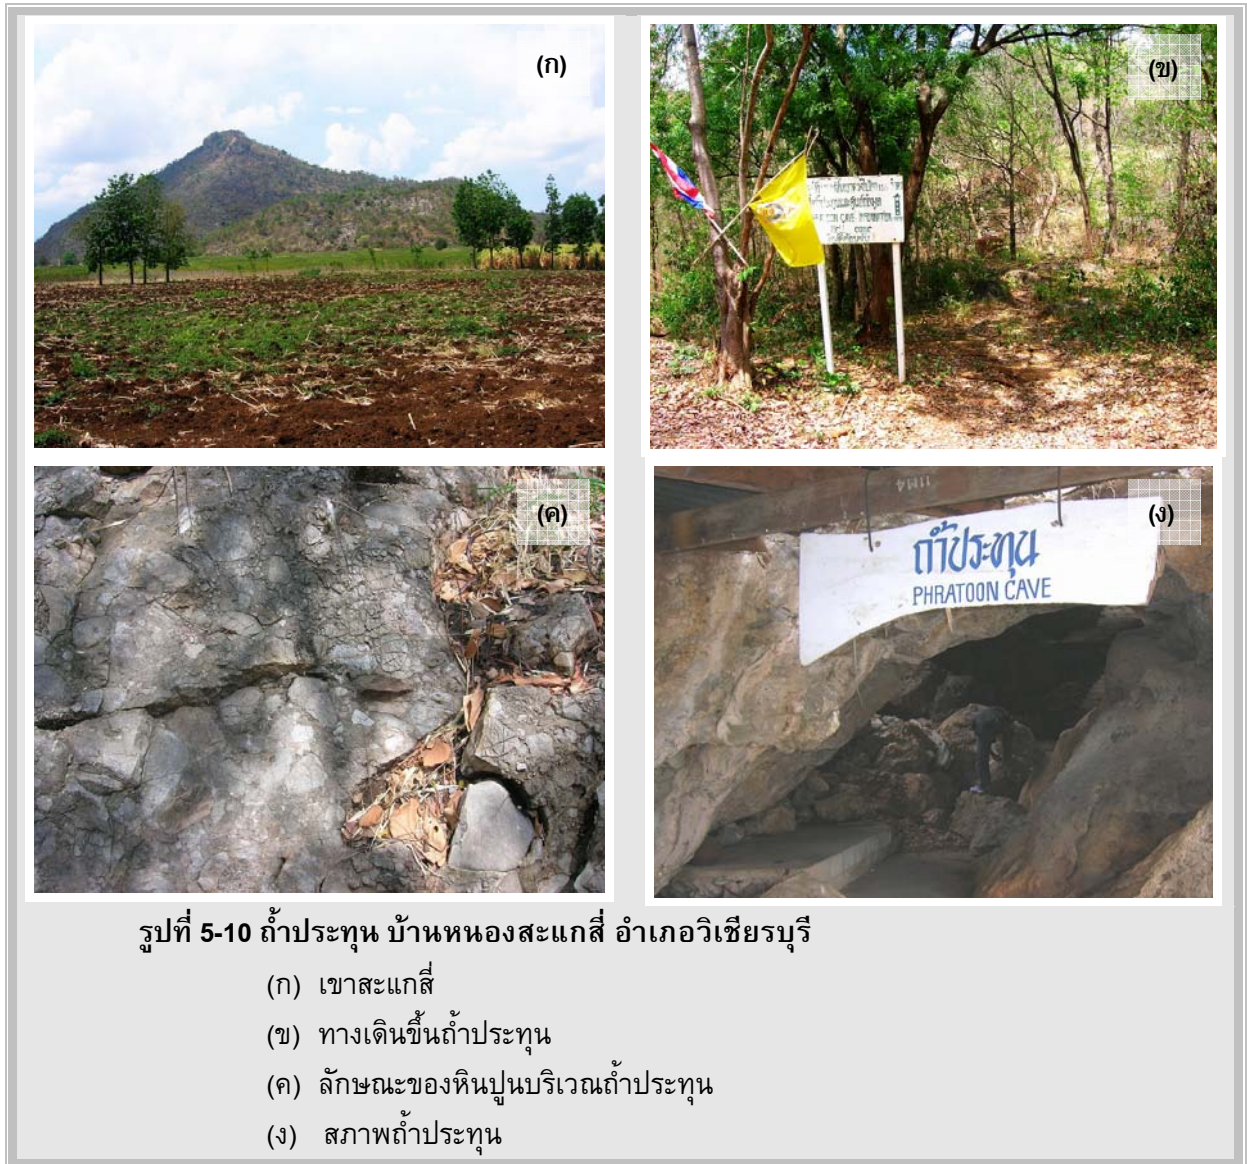 (ก)
(ข)
(ค)
11M4
(ง)
ถ้ำประทุน
PHRATOON CAVE
รูปที่ 5-10 ถ้ำประทุน บ้านหนองสะแกสี่ อำเภอวิเชียรบุรี
(ก) เขาสะแกสี่
(ข) ทางเดินขึ้นถ้ำประทุน
(ค) ลักษณะของหินปูนบริเวณถ้ำประทุน
(ง) สภาพถ้ำประทุน